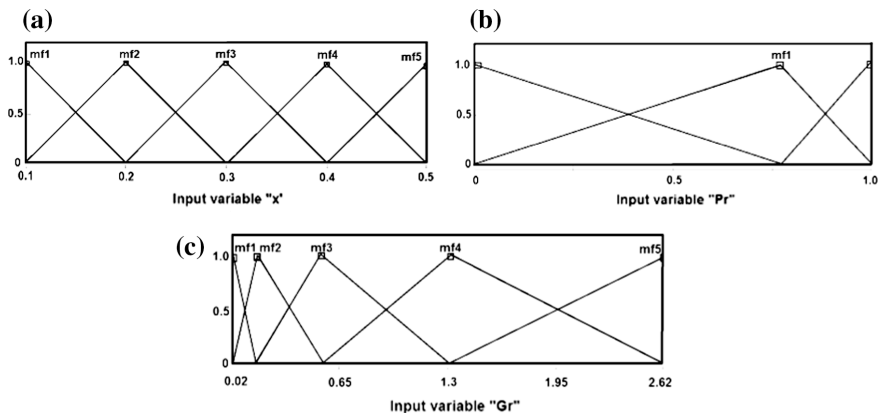 (a)
mf1 mf2 mf3 mf4 mf5
1.0
0.5
0
0.1 0.2 0.3 0.4 0.5
Input variable "x'
(b)
mf1
1.0
0.5
0
0 0.5 1.0
Input variable "Pr"
(c)
mf1 mf2 mf3 mf4 mf5
1.0
0.5
0
0.02 0.65 1.3 1.95 2.62
Input variable "Gr"